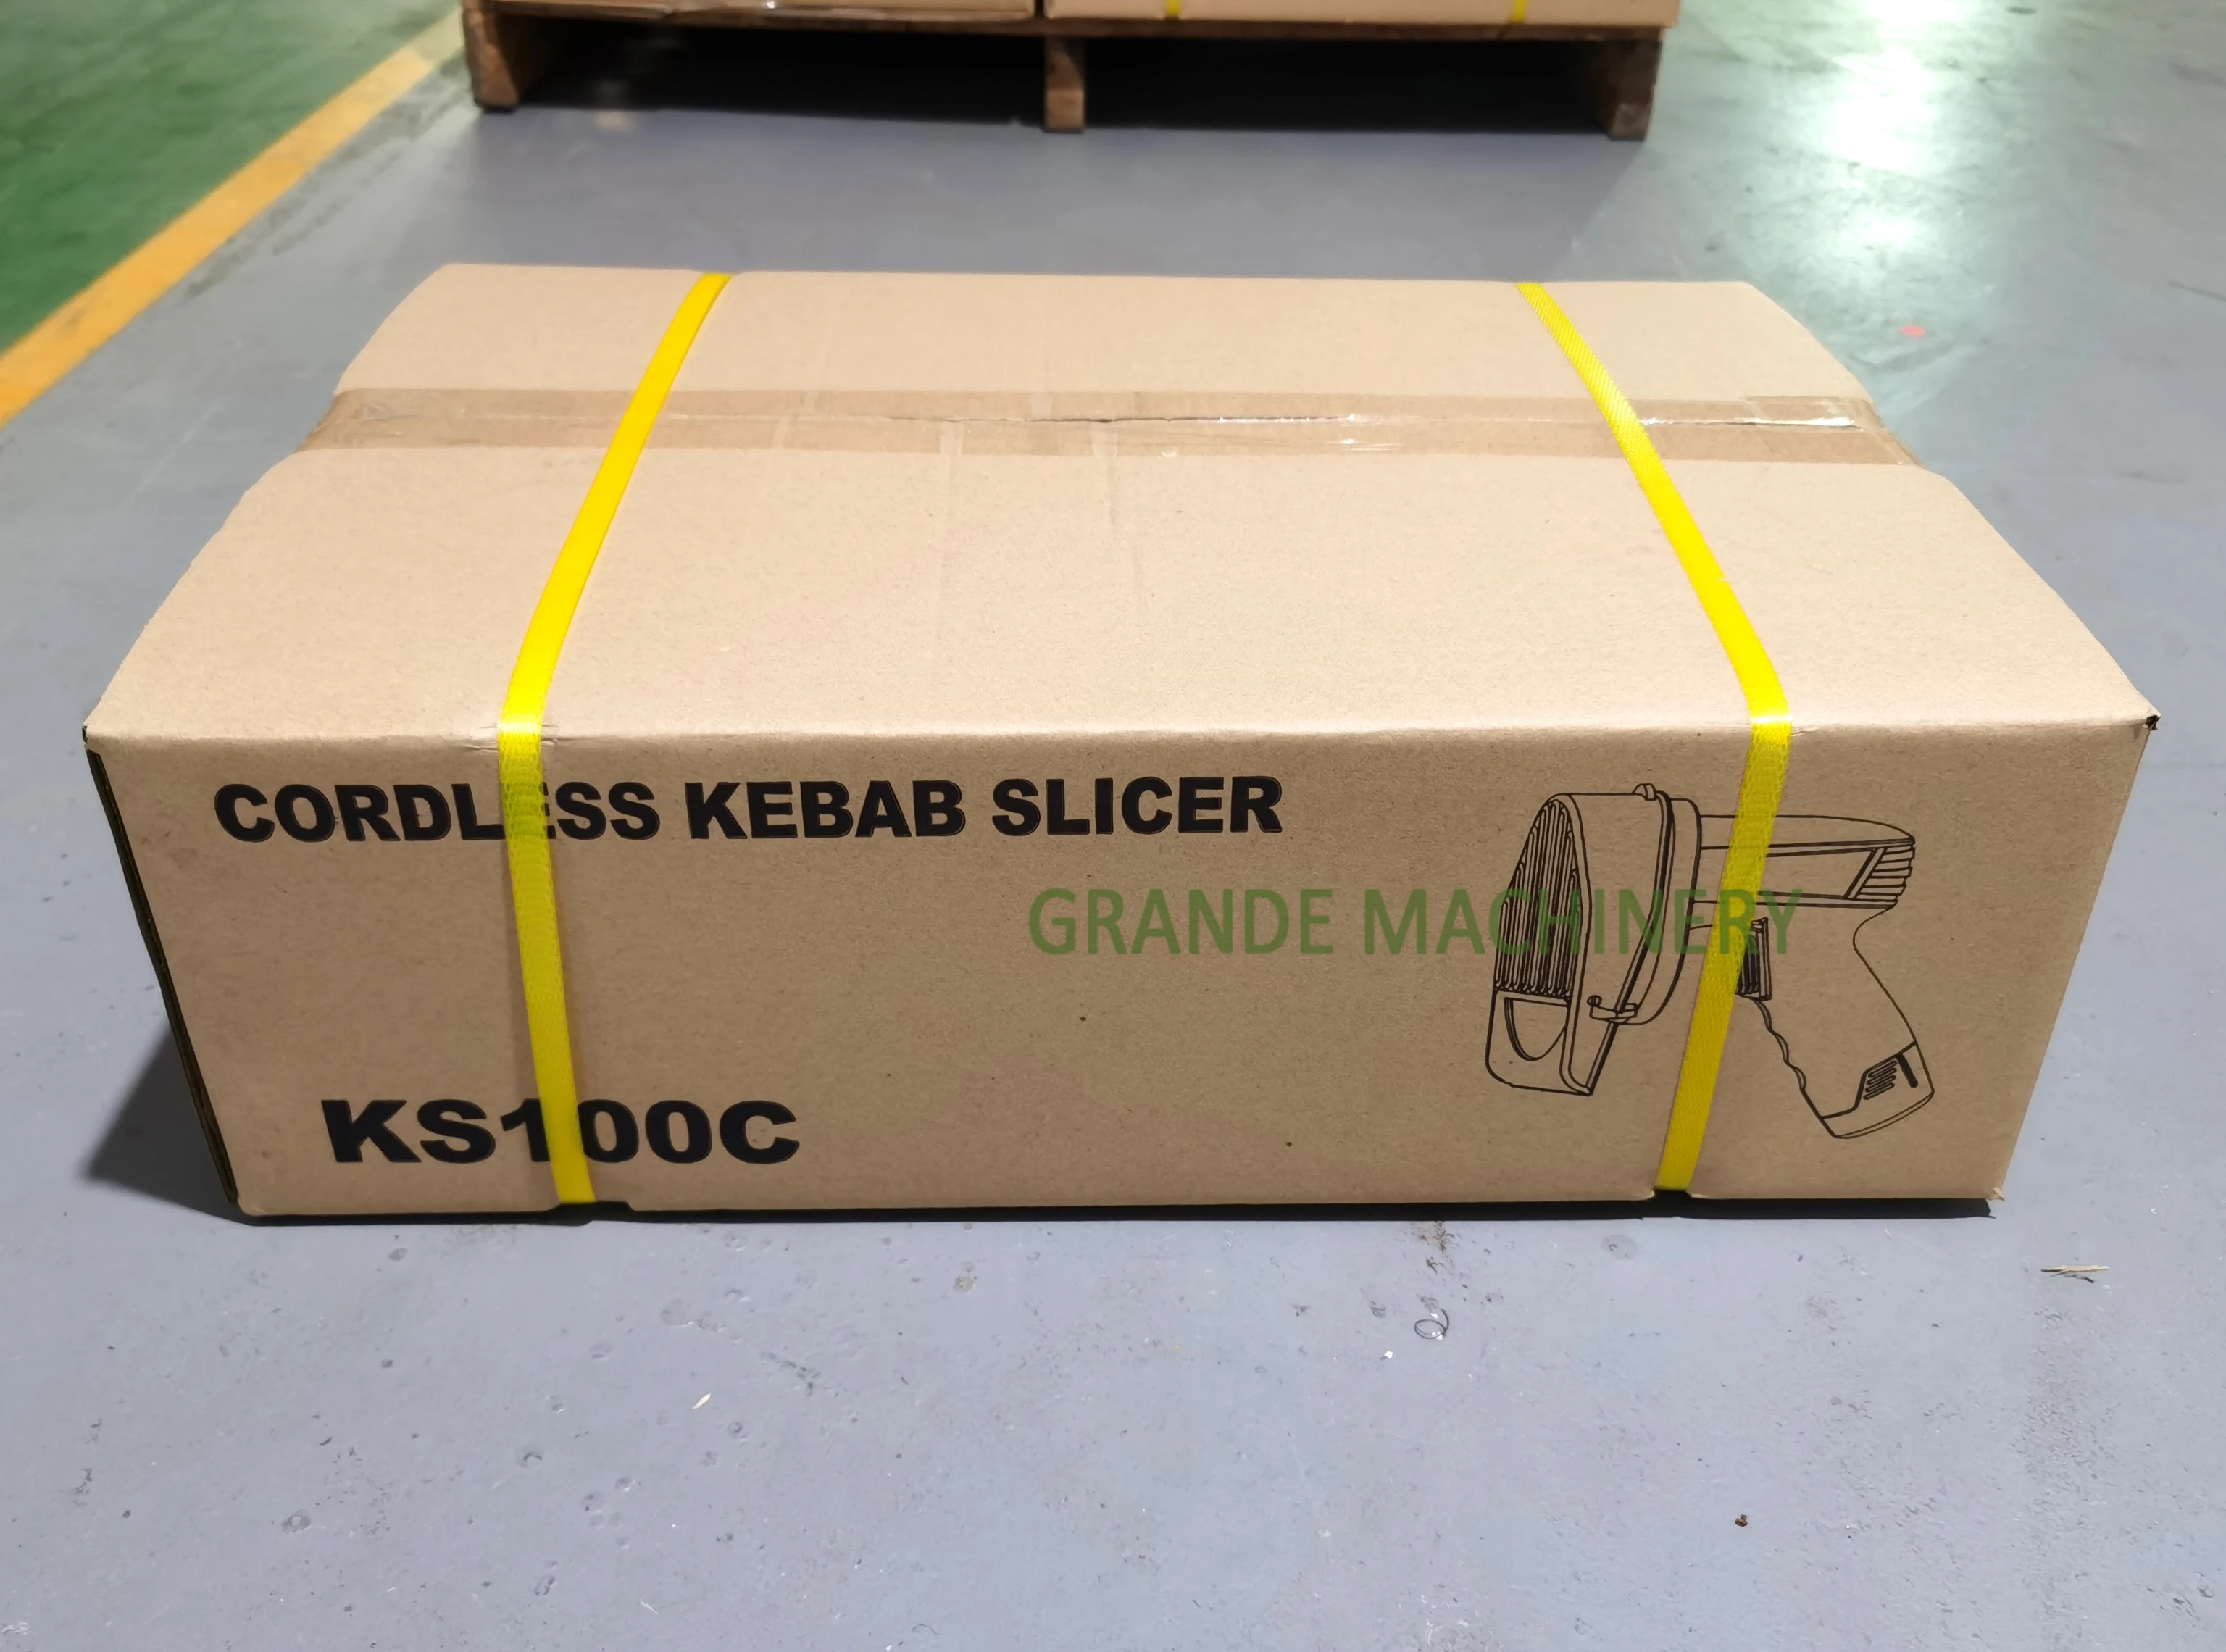 CORDLESS KEBAB SLICER
GRANDE MACHINERY
KS100C